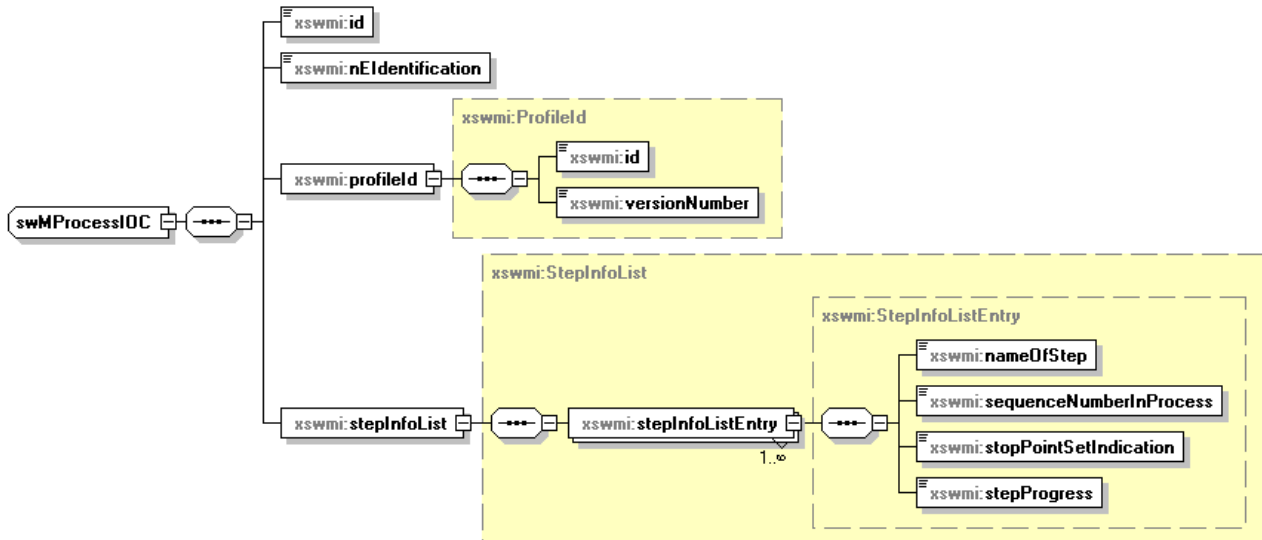 xswmi:id
xswmi:nEIdentification
xswmi:ProfileId
xswmi:id
xswmi:profileId
xswmi:versionNumber
swMProcessIOC
xswmi:StepInfoList
xswmi:StepInfoListEntry
xswmi:nameOfStep
xswmi:sequenceNumberInProcess
xswmi:stepInfoList
xswmi:stepInfoListEntry
xswmi:stopPointSetIndication
1..∞
xswmi:stepProgress